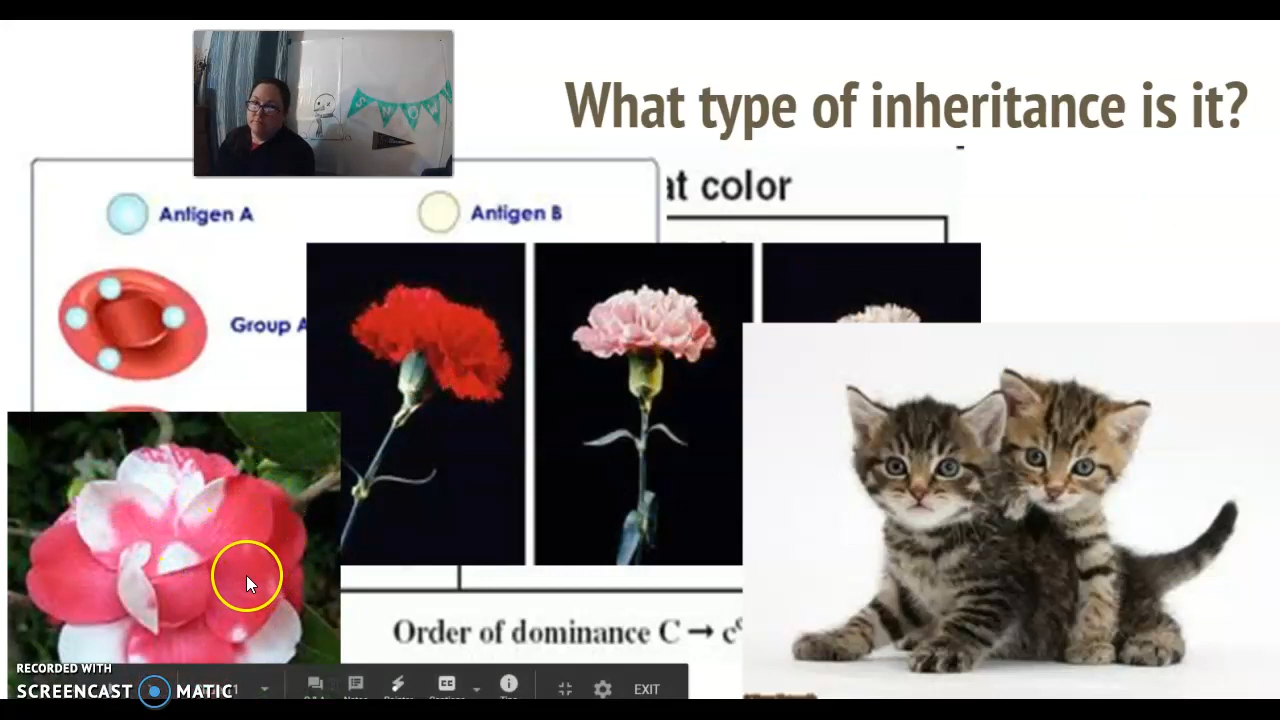 What type of inheritance is it?
at color
Antigen A
Antigen B
Group A
Order of dominance C → c
RECORDED WITH
SCREENCAST MATIC
EXIT